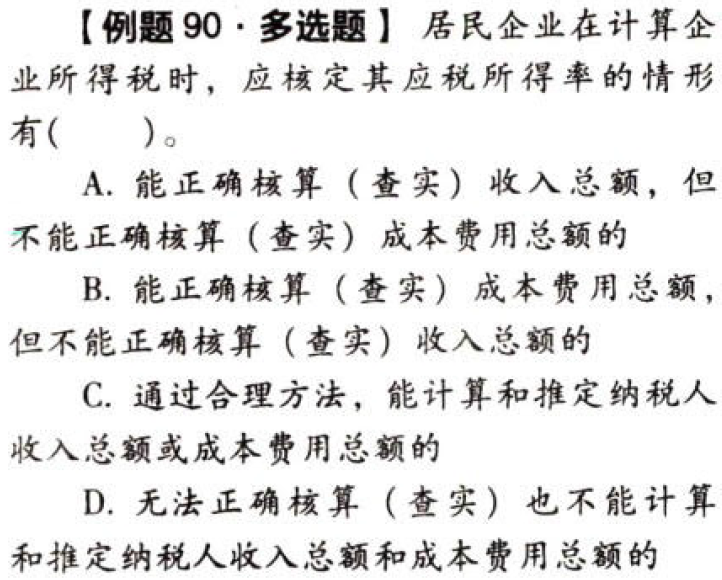 【例题90·多选题】 居民企业在计算企
业所得税时，应核定其应税所得率的情形
有(　　)。
A. 能正确核算（查实）收入总额，但
不能正确核算（查实）成本费用总额的
B. 能正确核算（查实）成本费用总额，
但不能正确核算（查实）收入总额的
C. 通过合理方法，能计算和推定纳税人
收入总额或成本费用总额的
D. 无法正确核算（查实）也不能计算
和推定纳税人收入总额和成本费用总额的